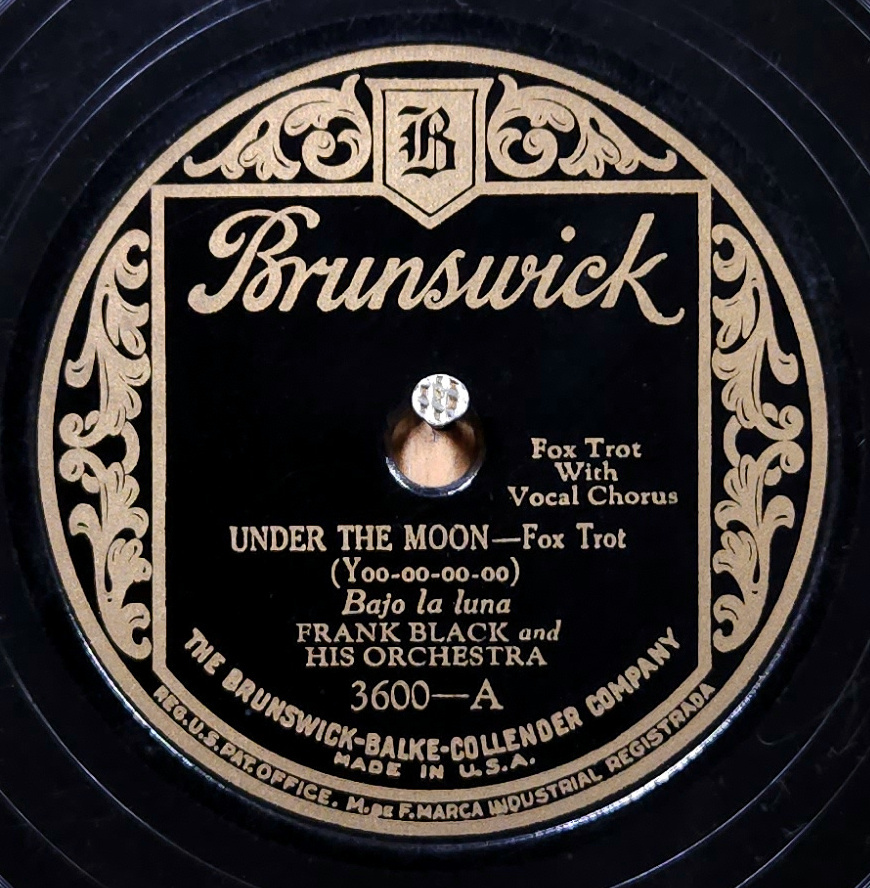 B
Brunswick
Fox Trot
With
Vocal Chorus
UNDER THE MOON—Fox Trot
(Yoo-oo-oo-oo)
Bajo la luna
FRANK BLACK and
HIS ORCHESTRA
3600—A
THE BRUNSWICK-BALKE-COLLENDER COMPANY
MADE IN U.S.A.
REG. U.S. PAT. OFFICE. M. DE F. MARCA INDUSTRIAL REGISTRADA